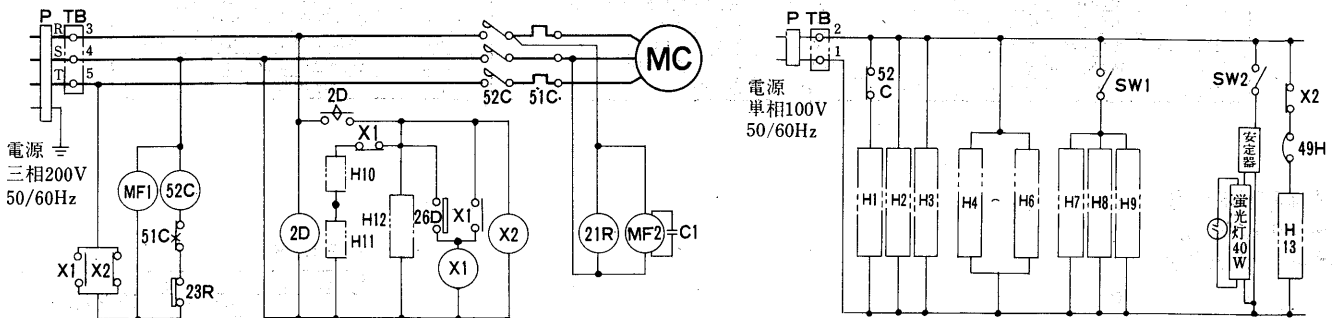 P TB
R 3
S 4
T 5
電源
三相200V
50/60Hz
MC
52C 51C
2D
X1
H10
H11
H12
26D
X1
X2
2D
X1
21R
MF2
C1
MF1
52C
51C
X1
X2
23R
P TB
2
1
電源
単相100V
50/60Hz
52
C
SW1
SW2
X2
安定器
49H
H1
H2
H3
H4
~
H6
H7
H8
H9
蛍光灯40W
H
13